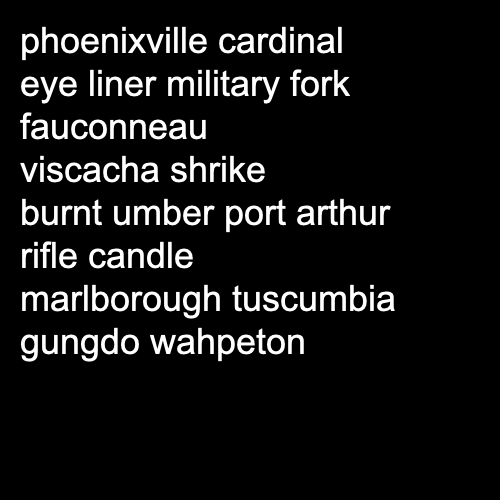 phoenixville cardinal
eye liner military fork
fauconneau
viscacha shrike
burnt umber port arthur
rifle candle
marlborough tuscumbia
gungdo wahpeton